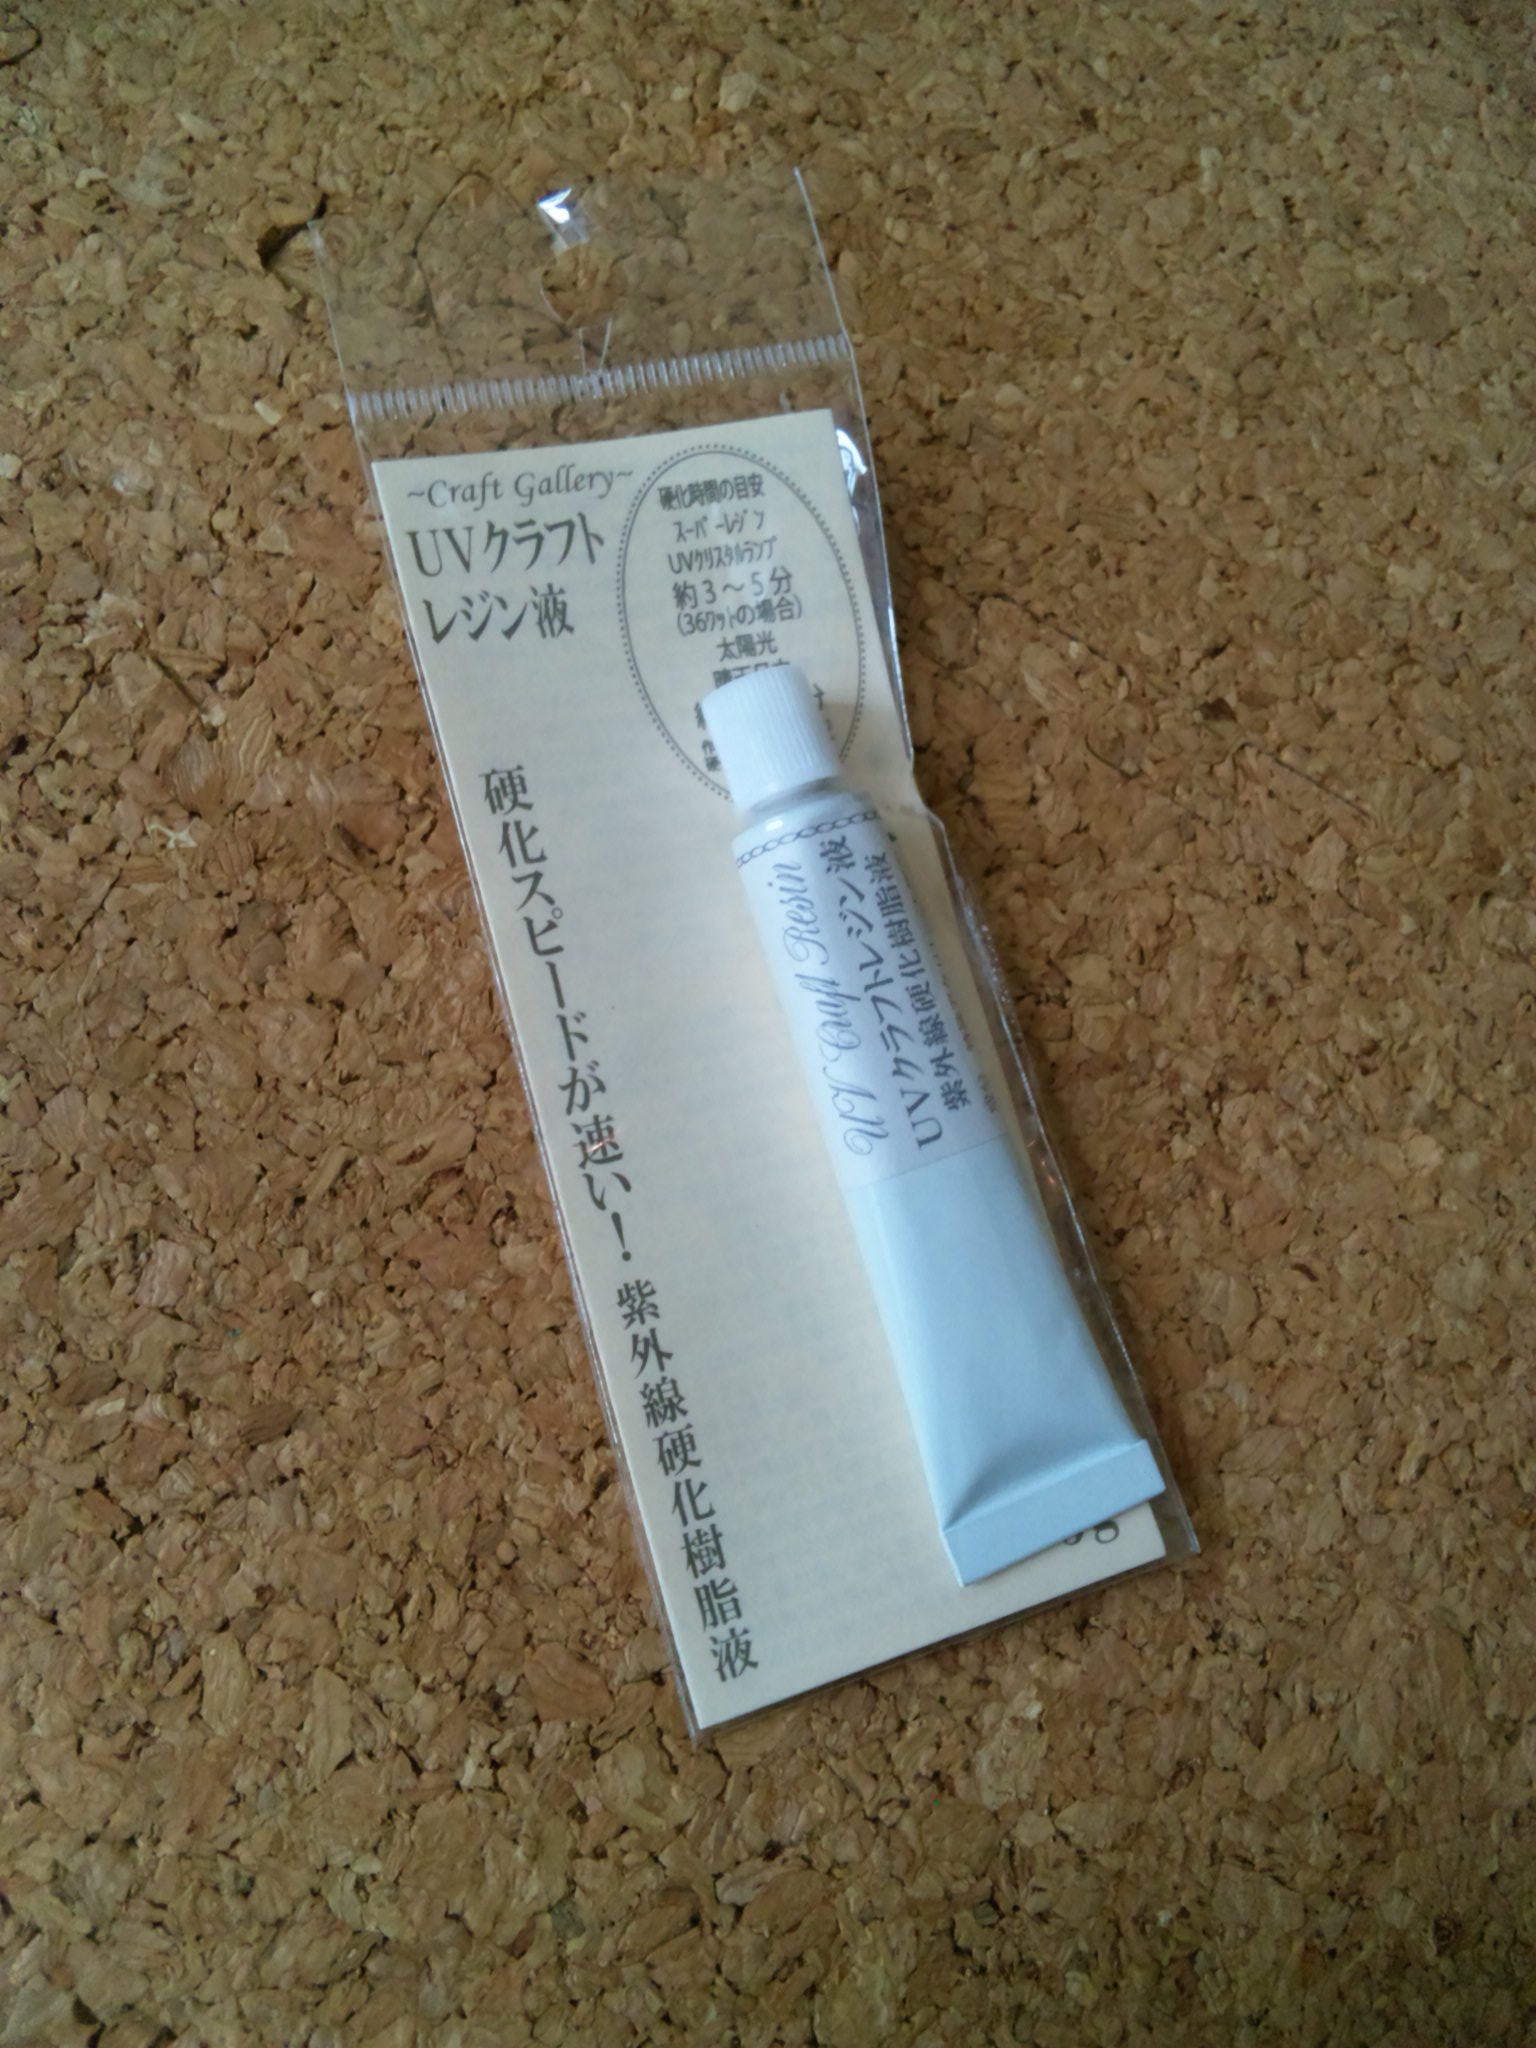 ~Craft Gallery~
UVクラフト
レジン液
硬化時間の目安
スーパーレジン
UVクリスタルランプ
約3～5分
(36ワットの場合)
太陽光
硬化スピードが速い！紫外線硬化樹脂液
UV Craft Resin
UVクラフトレジン液
紫外線硬化樹脂液